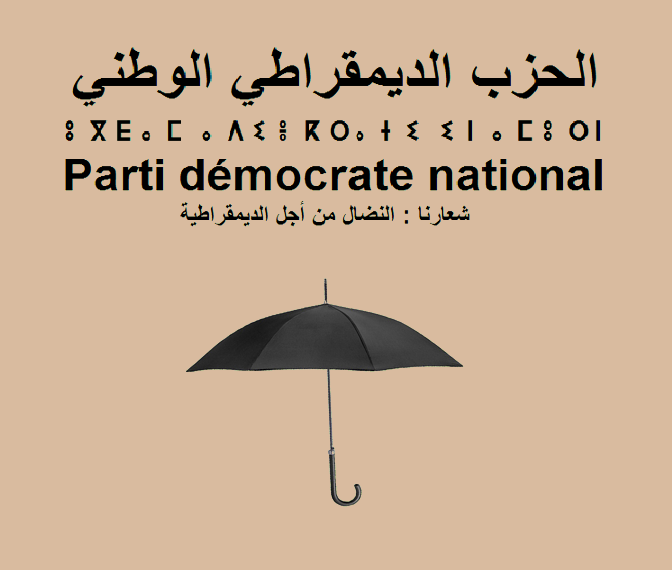 الحزب الديمقراطي الوطني
ⵓ ⴳ ⴹ ⴰ ⵎ ⴰ ⴷ ⵉ ⵓ ⴽ ⵔ ⴰ ⵜ ⵉ ⵉ ⵏ ⴰ ⵎ ⵓ ⵔ ⵏ
Parti démocrate national
شعارنا : النضال من أجل الديمقراطية